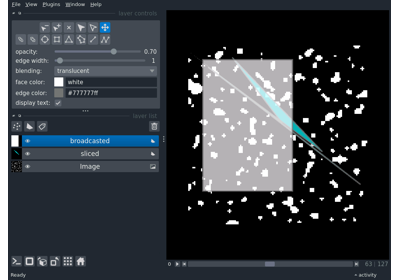 File View Plugins Window Help
layer controls
opacity: 0.70
edge width: 1
blending: translucent
face color: white
edge color: #777777ff
display text:
layer list
broadcasted
sliced
Image
63 127
Ready
activity